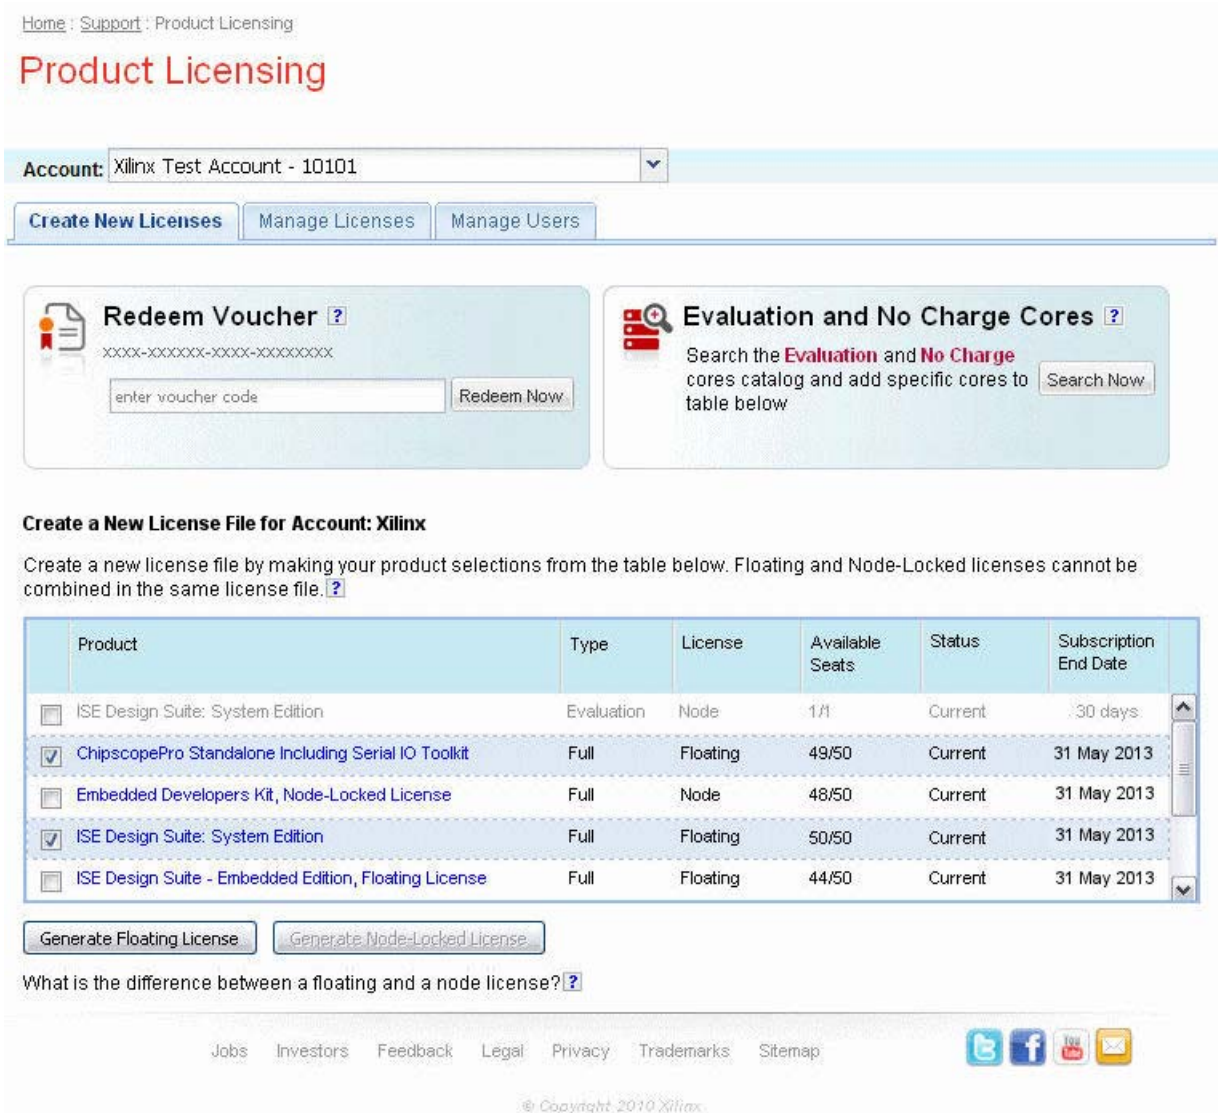 Home : Support : Product Licensing
Product Licensing
Account: Xilinx Test Account - 10101
Create New Licenses Manage Licenses Manage Users
Redeem Voucher ?
xxxx-xxxxxx-xxxx-xxxxxxxx
enter voucher code Redeem Now
Evaluation and No Charge Cores ?
Search the Evaluation and No Charge
cores catalog and add specific cores to
table below
Search Now
Create a New License File for Account: Xilinx
Create a new license file by making your product selections from the table below. Floating and Node-Locked licenses cannot be
combined in the same license file. ?
Product Type License Available Seats Status Subscription End Date
ISE Design Suite: System Edition Evaluation Node 1/1 Current 30 days
ChipscopePro Standalone Including Serial IO Toolkit Full Floating 49/50 Current 31 May 2013
Embedded Developers Kit, Node-Locked License Full Node 48/50 Current 31 May 2013
ISE Design Suite: System Edition Full Floating 50/50 Current 31 May 2013
ISE Design Suite - Embedded Edition, Floating License Full Floating 44/50 Current 31 May 2013
Generate Floating License Generate Node-Locked License
What is the difference between a floating and a node license? ?
Jobs Investors Feedback Legal Privacy Trademarks Sitemap
You Tube
© Copyright 2010 Xilinx